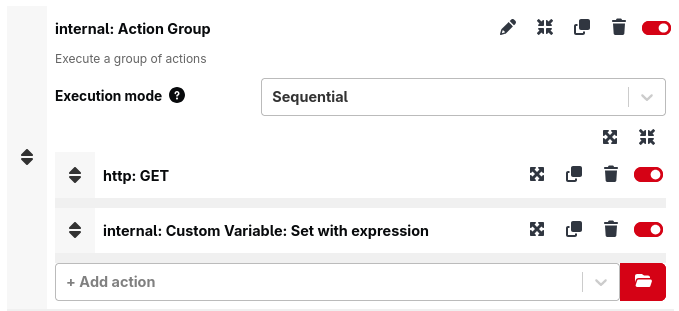 internal: Action Group
Execute a group of actions
Execution mode ?
Sequential
http: GET
internal: Custom Variable: Set with expression
+ Add action